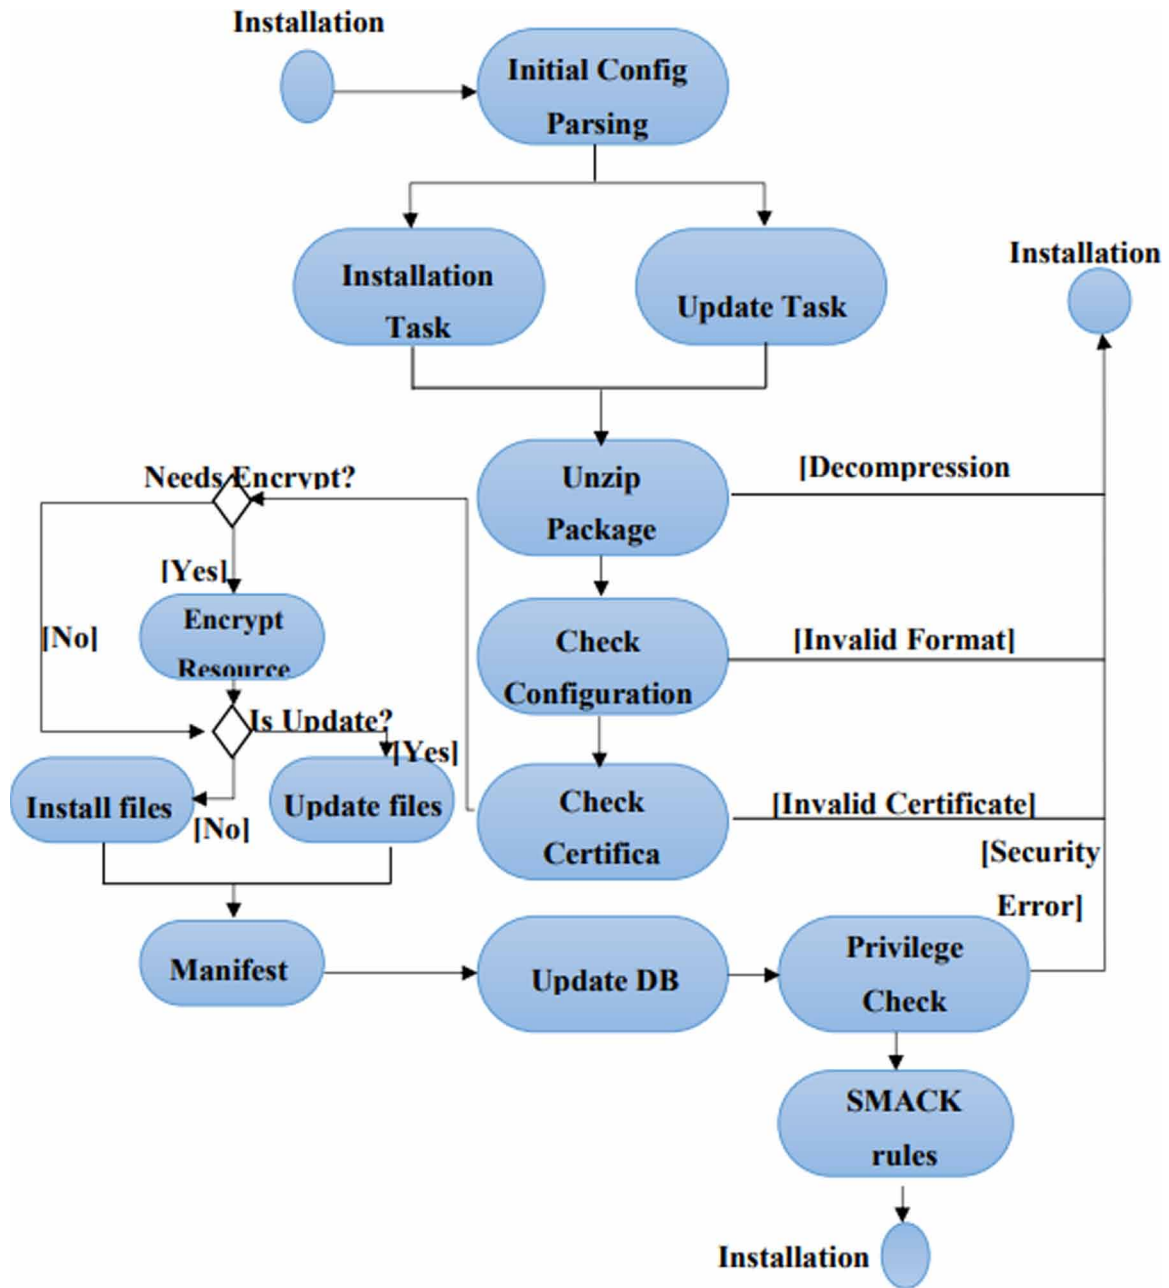 Installation
Initial Config
Parsing
Installation
Task
Update Task
Installation
Unzip
Package
[Decompression
Needs Encrypt?
[Yes]
Encrypt
Resource
[No]
Check
Configuration
[Invalid Format]
Is Update?
[Yes]
Install files
Update files
[No]
Check
Certifica
[Invalid Certificate]
[Security
Error]
Manifest
Update DB
Privilege
Check
SMACK
rules
Installation